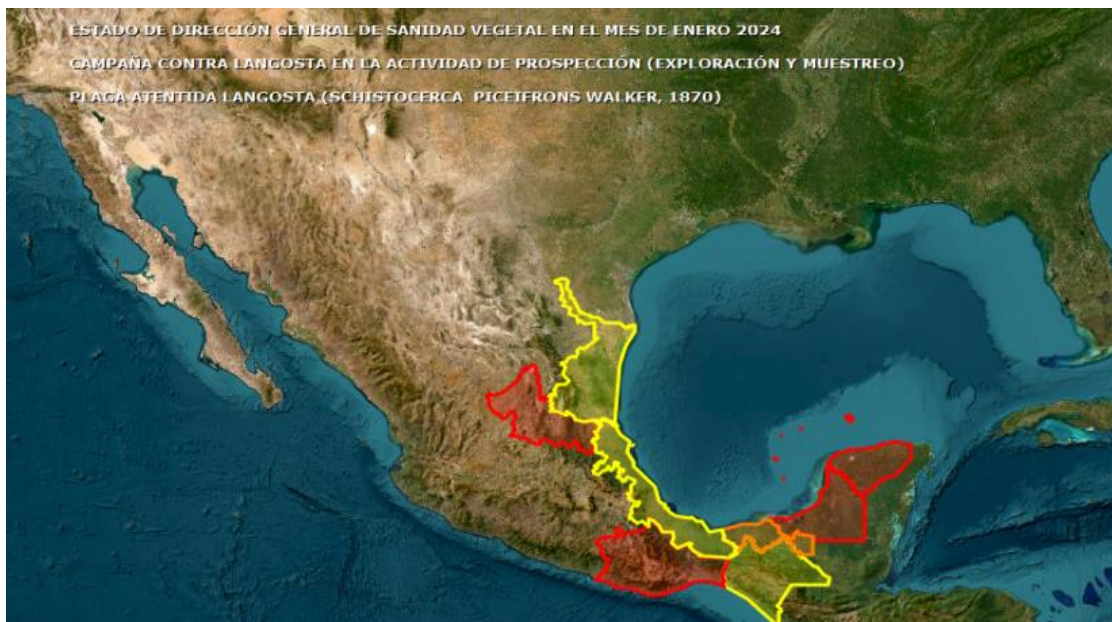 ESTADO DE DIRECCIÓN GENERAL DE SANIDAD VEGETAL EN EL MES DE ENERO 2024
CAMPAÑA CONTRA LANGOSTA EN LA ACTIVIDAD DE PROSPECCIÓN (EXPLORACIÓN Y MUESTREO)
PLAGA ATENTIDA LANGOSTA (SCHISTOCERCA PICEIFRONS WALKER, 1870)